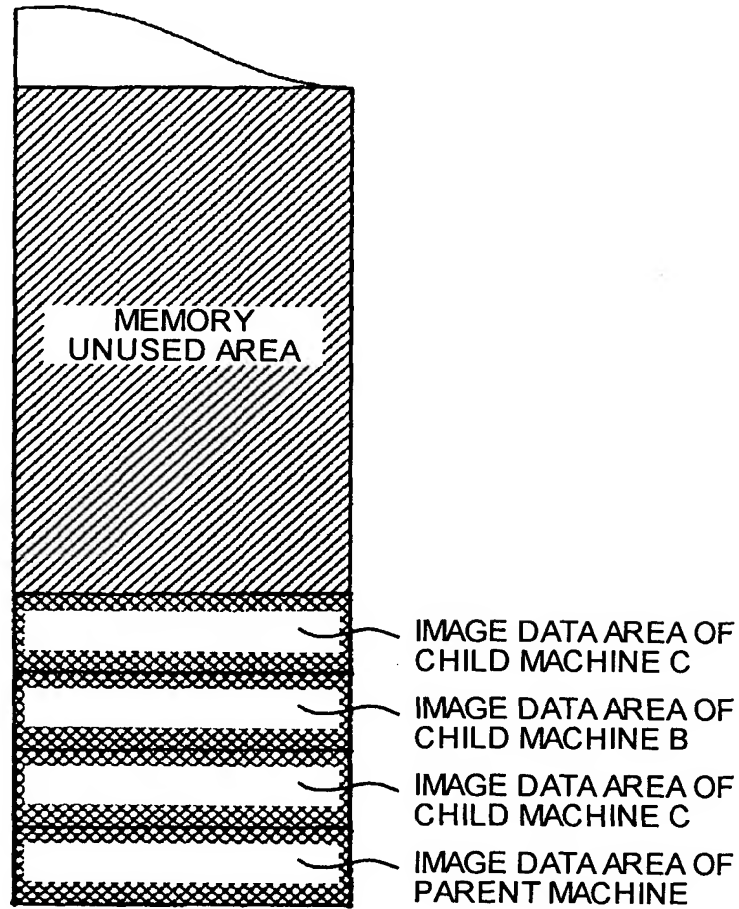 MEMORY
UNUSED AREA
IMAGE DATA AREA OF
CHILD MACHINE C
IMAGE DATA AREA OF
CHILD MACHINE B
IMAGE DATA AREA OF
CHILD MACHINE C
IMAGE DATA AREA OF
PARENT MACHINE